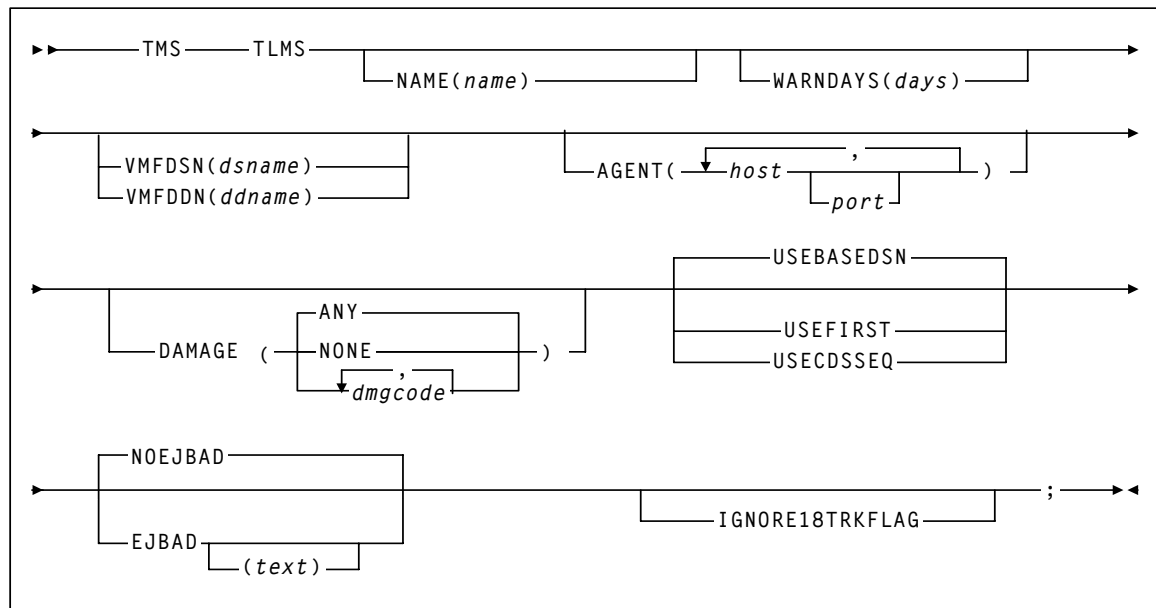 TMS TLMS
NAME(name) WARNDAYS(days)
VMFDSN(dsname) AGENT( host , )
VMFDDN(ddname) port
USEBASEDSN
ANY
DAMAGE ( NONE ) USEFIRST
, USECDSSEQ
dmgcode
NOEJBAD
;
EJBAD IGNORE18TRKFLAG
(text)